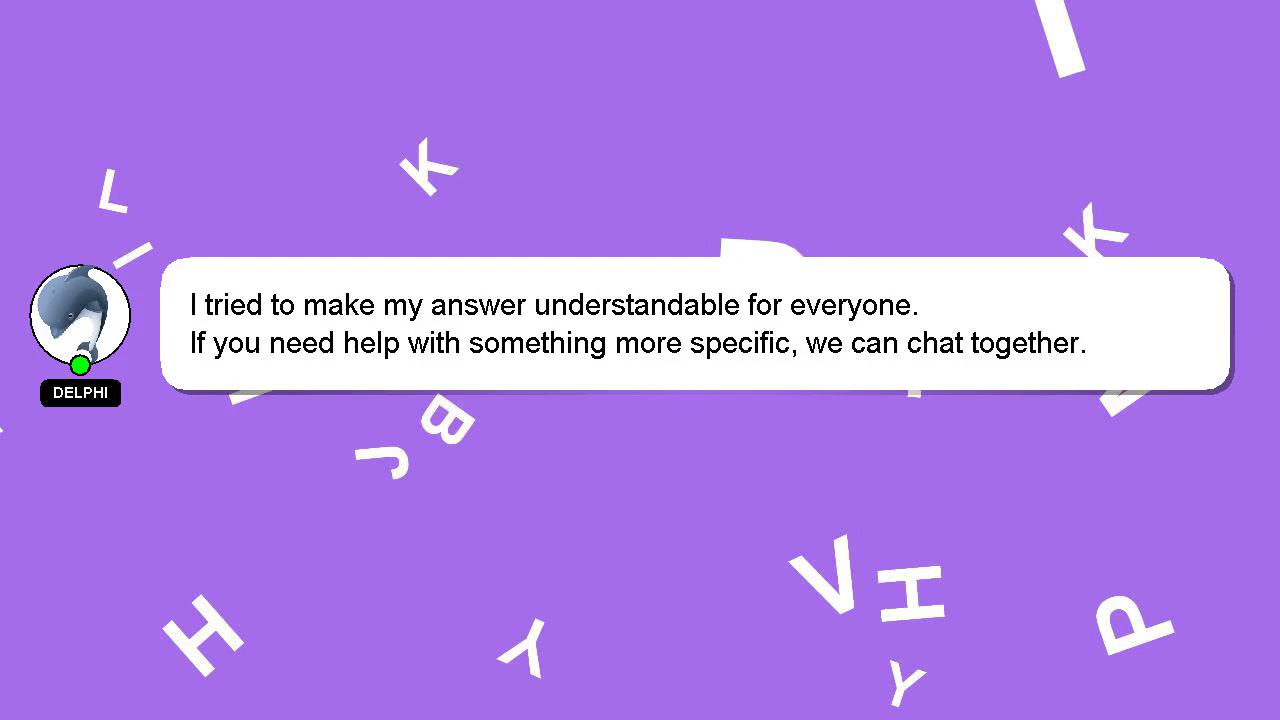 I
K
L
K
I
I tried to make my answer understandable for everyone.
If you need help with something more specific, we can chat together.
DELPHI
B
J
V
H
H
P
Y
Y